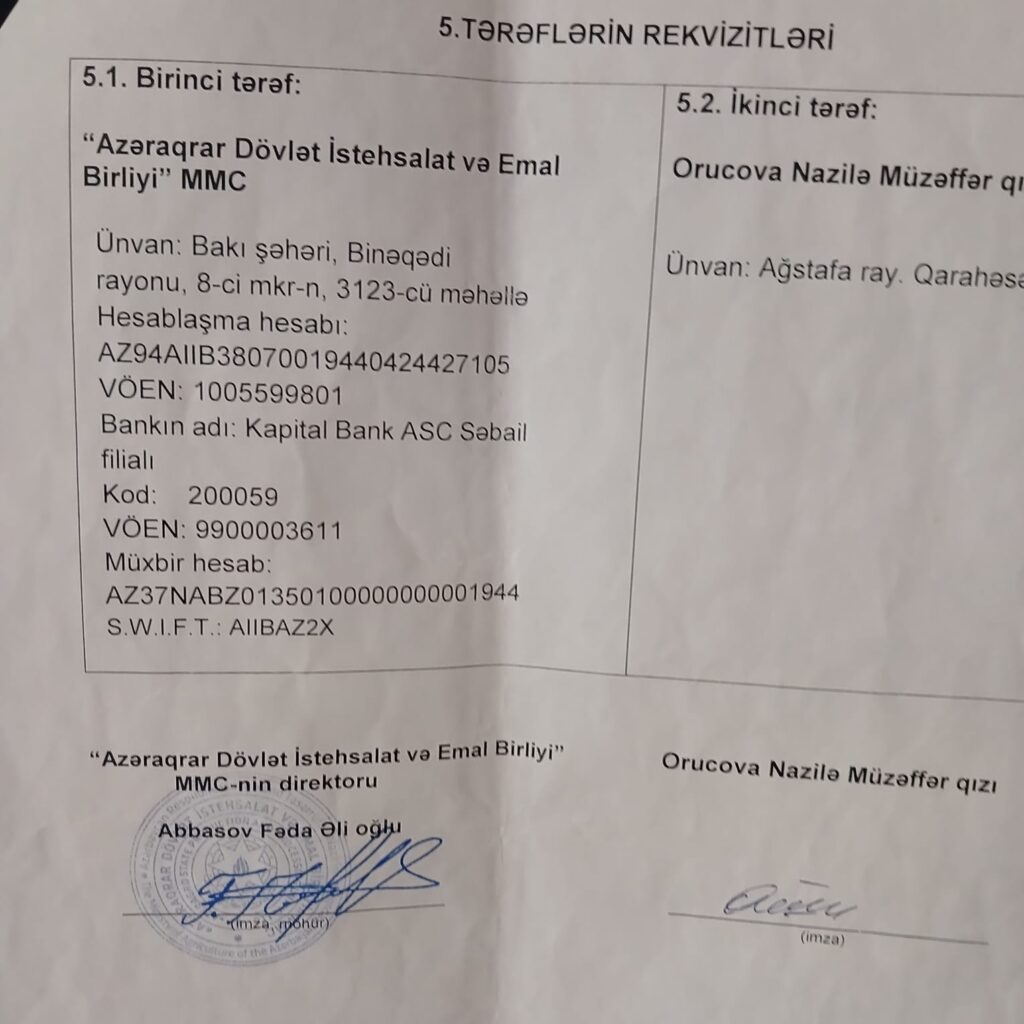 5.TƏRƏFLƏRİN REKVİZİTLƏRİ
5.1. Birinci tərəf:
“Azəraqrar Dövlət İstehsalat və Emal
Birliyi” MMC
Ünvan: Bakı şəhəri, Binəqədi
rayonu, 8-ci mkr-n, 3123-cü məhəllə
Hesablaşma hesabı:
AZ94AIIB38070019440424427105
VÖEN: 1005599801
Bankın adı: Kapital Bank ASC Səbail
filialı
Kod: 200059
VÖEN: 9900003611
Müxbir hesab:
AZ37NABZ01350100000000001944
S.W.I.F.T.: AIIBAZ2X
5.2. İkinci tərəf:
Orucova Nazilə Müzəffər
Ünvan: Ağstafa ray.
“Azəraqrar Dövlət İstehsalat və Emal Birliyi”
MMC-nin direktoru
Abbasov Fəda Əli oğlu
(imza, möhür)
Orucova Nazilə Müzəffər qızı
(imza)